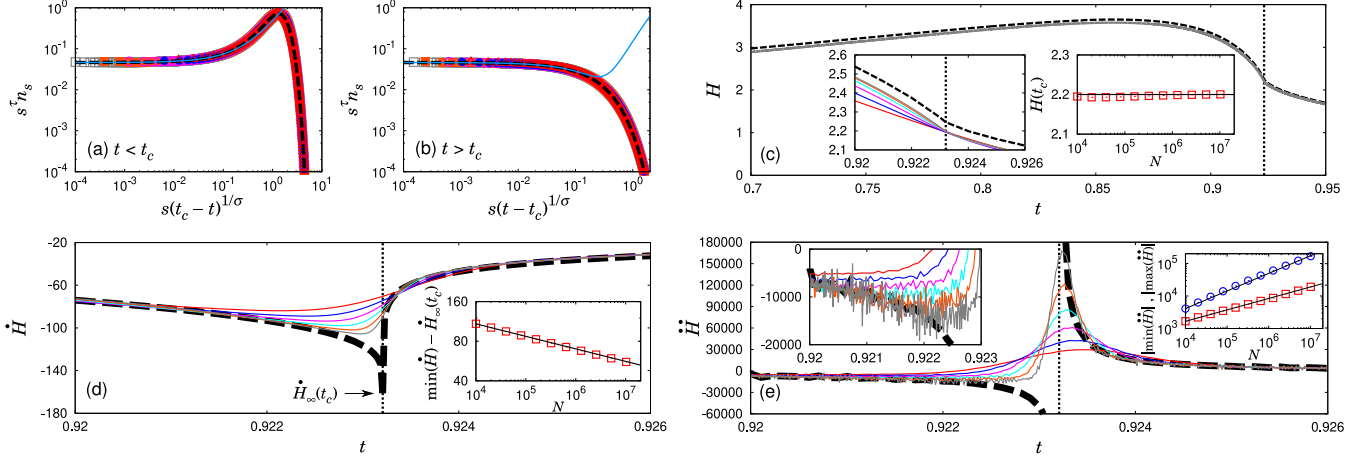 10^0
10^-1
10^-2
10^-3
10^-4
s^τ n_s
(a) t < t_c
10^-4 10^-3 10^-2 10^-1 10^0 10^1
s(t_c − t)^1/σ
10^0
10^-1
10^-2
10^-3
10^-4
s^τ n_s
(b) t > t_c
10^-4 10^-3 10^-2 10^-1 10^0
s(t − t_c)^1/σ
4
3
2
1
0
H
2.6
2.5
2.4
2.3
2.2
2.1
0.92 0.922 0.924 0.926
2.3
2.2
2.1
H(t_c)
10^4 10^5 10^6 10^7
N
(c)
0.7 0.75 0.8 0.85 0.9 0.95
t
-20
-60
-100
-140
-180
Ḣ
160
80
40
min(Ḣ) − Ḣ_∞(t_c)
10^4 10^5 10^6 10^7
N
(d)
Ḣ_∞(t_c)
0.92 0.922 0.924 0.926
t
180000
150000
120000
90000
60000
30000
0
-30000
-60000
Ḧ
0
-10000
-20000
0.92 0.921 0.922 0.923
10^5
10^4
10^3
|min(Ḧ)| |max(Ḧ)|
10^4 10^5 10^6 10^7
N
(e)
0.92 0.922 0.924 0.926
t